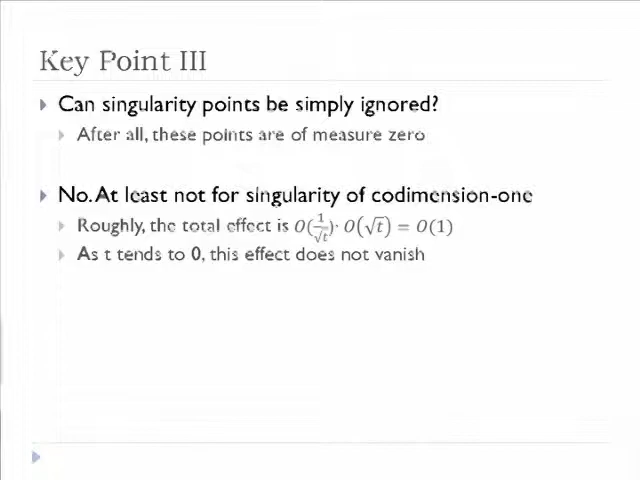 Key Point III
Can singularity points be simply ignored?
After all, these points are of measure zero
No. At least not for singularity of codimension-one
Roughly, the total effect is O(1/√t)· O(√t) = O(1)
As t tends to 0, this effect does not vanish